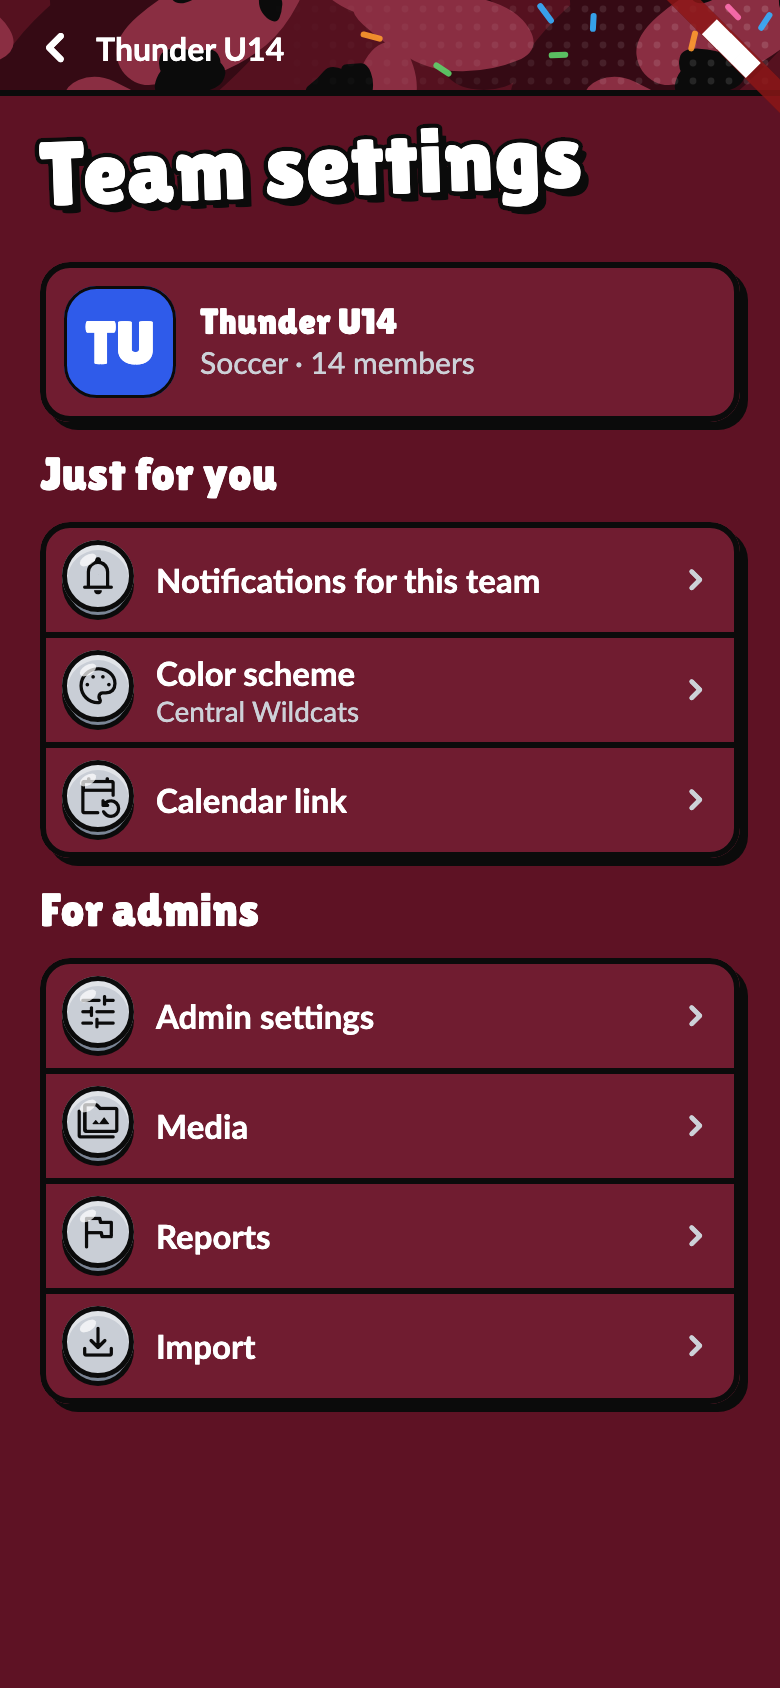 Thunder U14
Team settings
TU
Thunder U14
Soccer · 14 members
Just for you
Notifications for this team
Color scheme
Central Wildcats
Calendar link
For admins
Admin settings
Media
Reports
Import